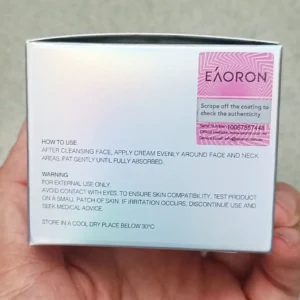 EAORON
Scrape off the coating to
check the authenticity
HOW TO USE
AFTER CLEANSING FACE, APPLY CREAM EVENLY AROUND FACE AND NECK
AREAS. PAT GENTLY UNTIL FULLY ABSORBED.
WARNING
FOR EXTERNAL USE ONLY.
AVOID CONTACT WITH EYES. TO ENSURE SKIN COMPATIBILITY, TEST PRODUCT
ON A SMALL PATCH OF SKIN. IF IRRITATION OCCURS, DISCONTINUE AND
SEEK MEDICAL ADVICE.
STORE IN A COOL DRY PLACE BELOW 30°C